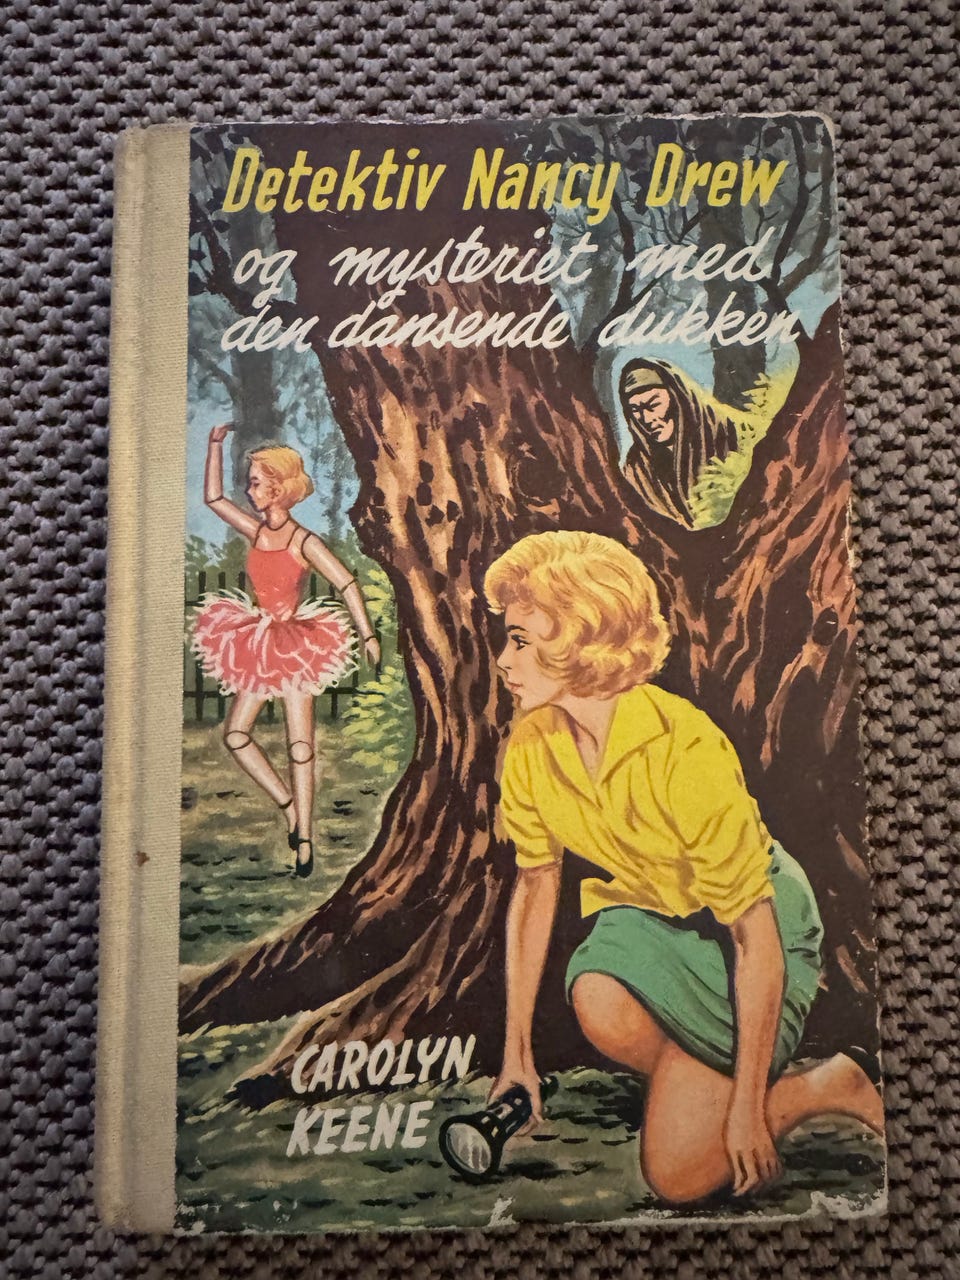 Detektiv Nancy Drew
og mysteriet med
den dansende dukken
CAROLYN
KEENE